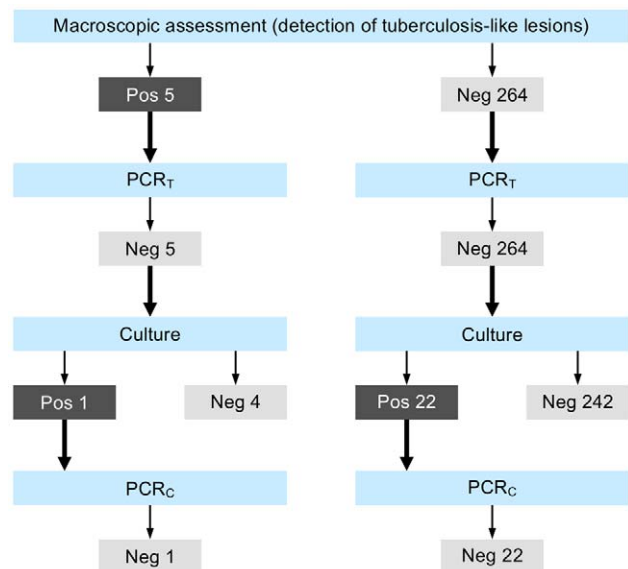 Macroscopic assessment (detection of tuberculosis-like lesions)
Pos 5 Neg 264
PCRT PCRT
Neg 5 Neg 264
Culture Culture
Pos 1 Neg 4 Pos 22 Neg 242
PCRC PCRC
Neg 1 Neg 22